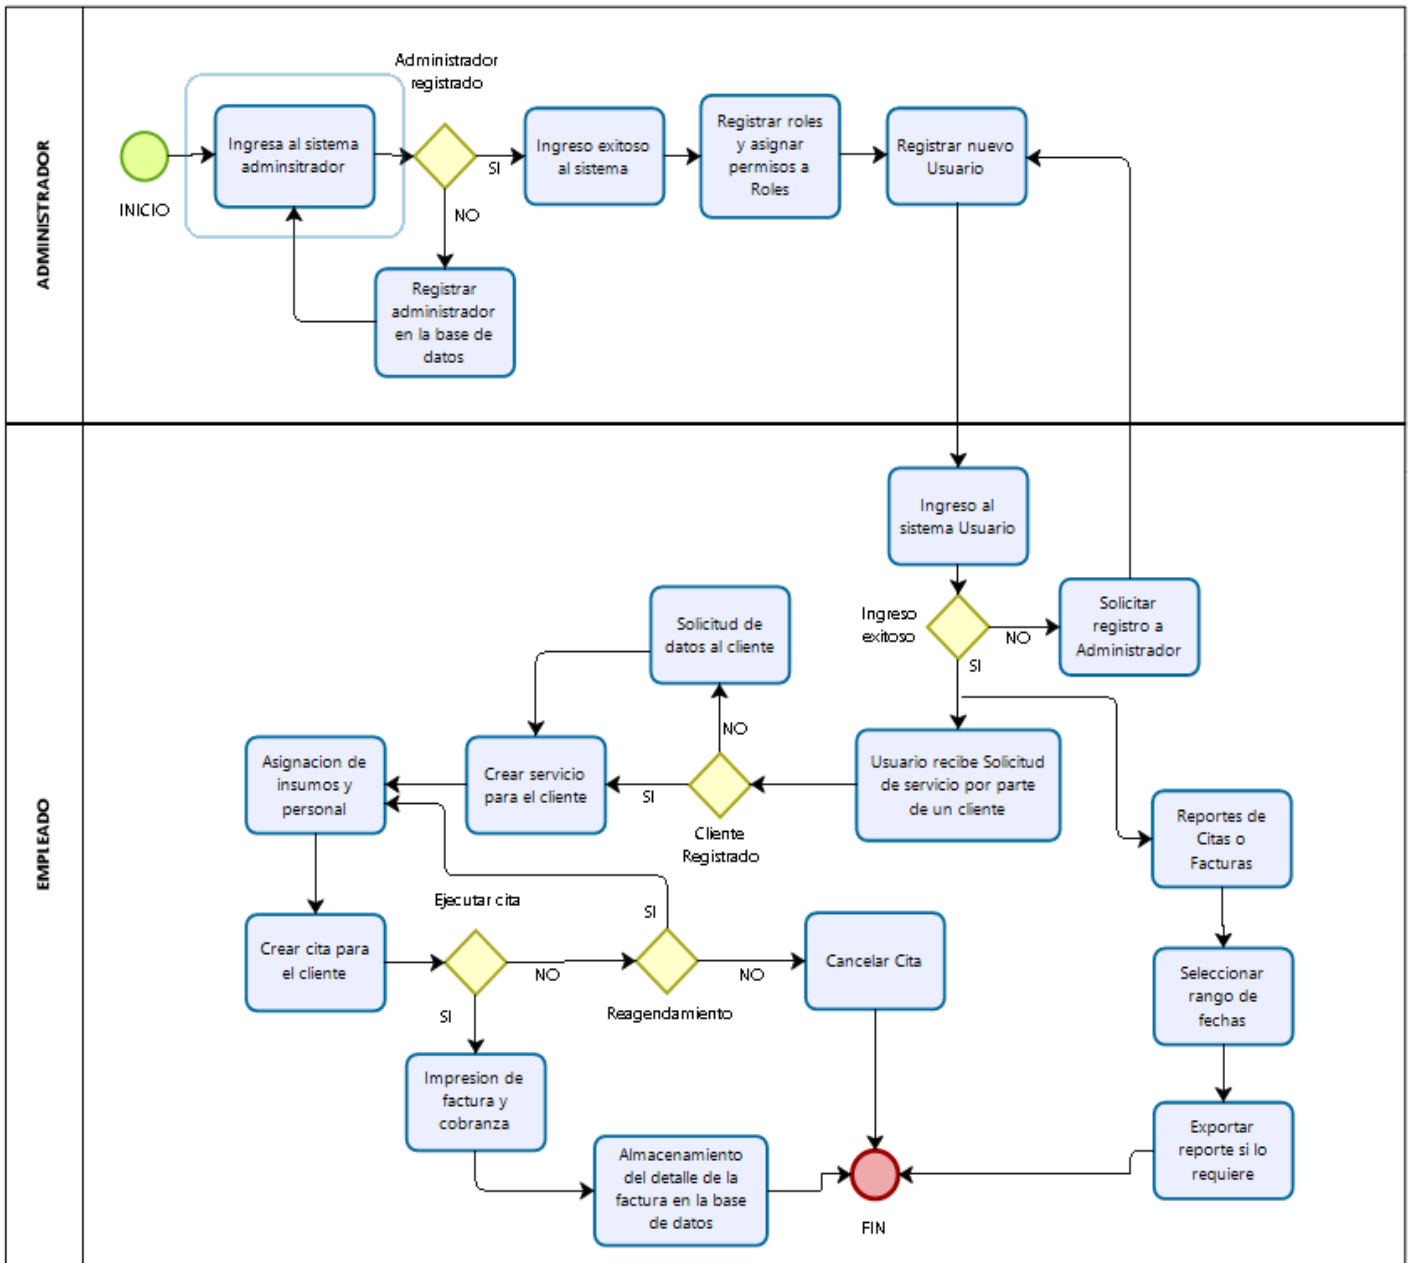 ADMINISTRADOR
INICIO
Ingresa al sistema
adminsitrador
Administrador
registrado
SI
NO
Registrar
administrador
en la base de
datos
Ingreso exitoso
al sistema
Registrar roles
y asignar
permisos a
Roles
Registrar nuevo
Usuario
EMPLEADO
Ingreso al
sistema Usuario
Ingreso
exitoso
NO
SI
Solicitar
registro a
Administrador
Solicitud de
datos al cliente
NO
Usuario recibe Solicitud
de servicio por parte
de un cliente
Cliente
Registrado
SI
Crear servicio
para el cliente
Asignacion de
insumos y
personal
Reportes de
Citas o
Facturas
Crear cita para
el cliente
Ejecutar cita
NO
SI
SI
Reagendamiento
NO
Cancelar Cita
Seleccionar
rango de
fechas
Impresion de
factura y
cobranza
Almacenamiento
del detalle de la
factura en la base
de datos
FIN
Exportar
reporte si lo
requiere